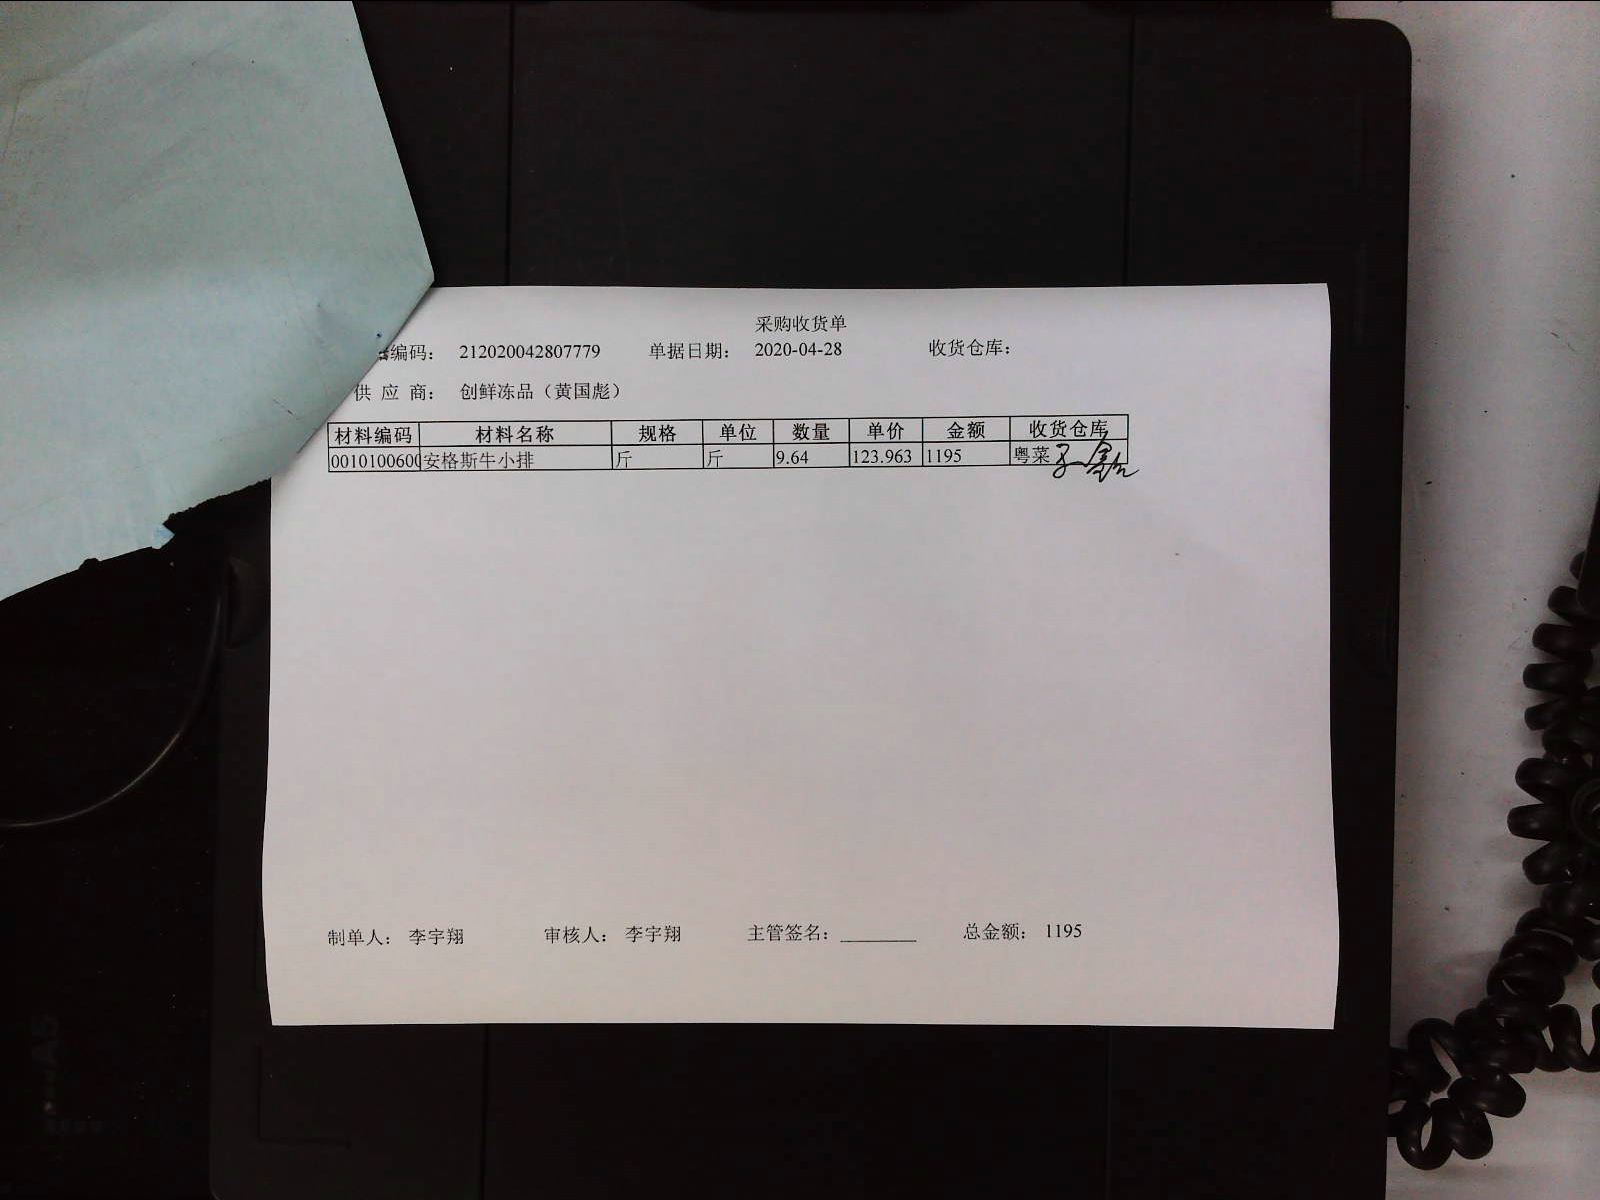 采购收货单
编码： 212020042807779 单据日期： 2020-04-28 收货仓库：
供 应 商： 创鲜冻品（黄国彪）
材料编码 材料名称 规格 单位 数量 单价 金额 收货仓库
0010100600 安格斯牛小排 斤 斤 9.64 123.963 1195 粤菜
制单人： 李宇翔 审核人： 李宇翔 主管签名： 总金额： 1195